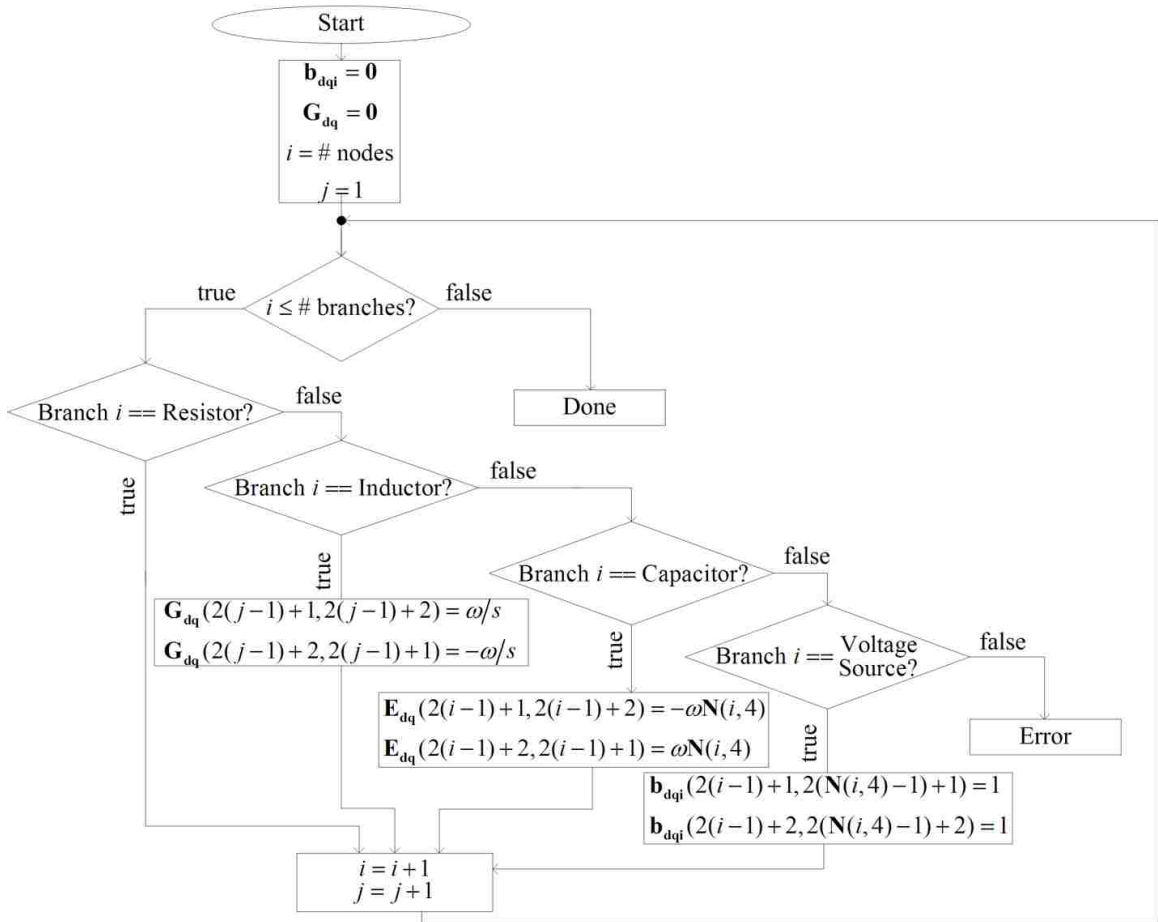 Start
b_dqi = 0
G_dq = 0
i = # nodes
j = 1
true
i ≤ # branches?
false
Done
Branch i == Resistor?
false
true
Branch i == Inductor?
false
true
G_dq(2(j−1)+1,2(j−1)+2) = ω/s
G_dq(2(j−1)+2,2(j−1)+1) = −ω/s
Branch i == Capacitor?
false
true
E_dq(2(i−1)+1,2(i−1)+2) = −ωN(i,4)
E_dq(2(i−1)+2,2(i−1)+1) = ωN(i,4)
Branch i == Voltage
Source?
false
true
Error
b_dqi(2(i−1)+1,2(N(i,4)−1)+1) = 1
b_dqi(2(i−1)+2,2(N(i,4)−1)+2) = 1
i = i+1
j = j+1